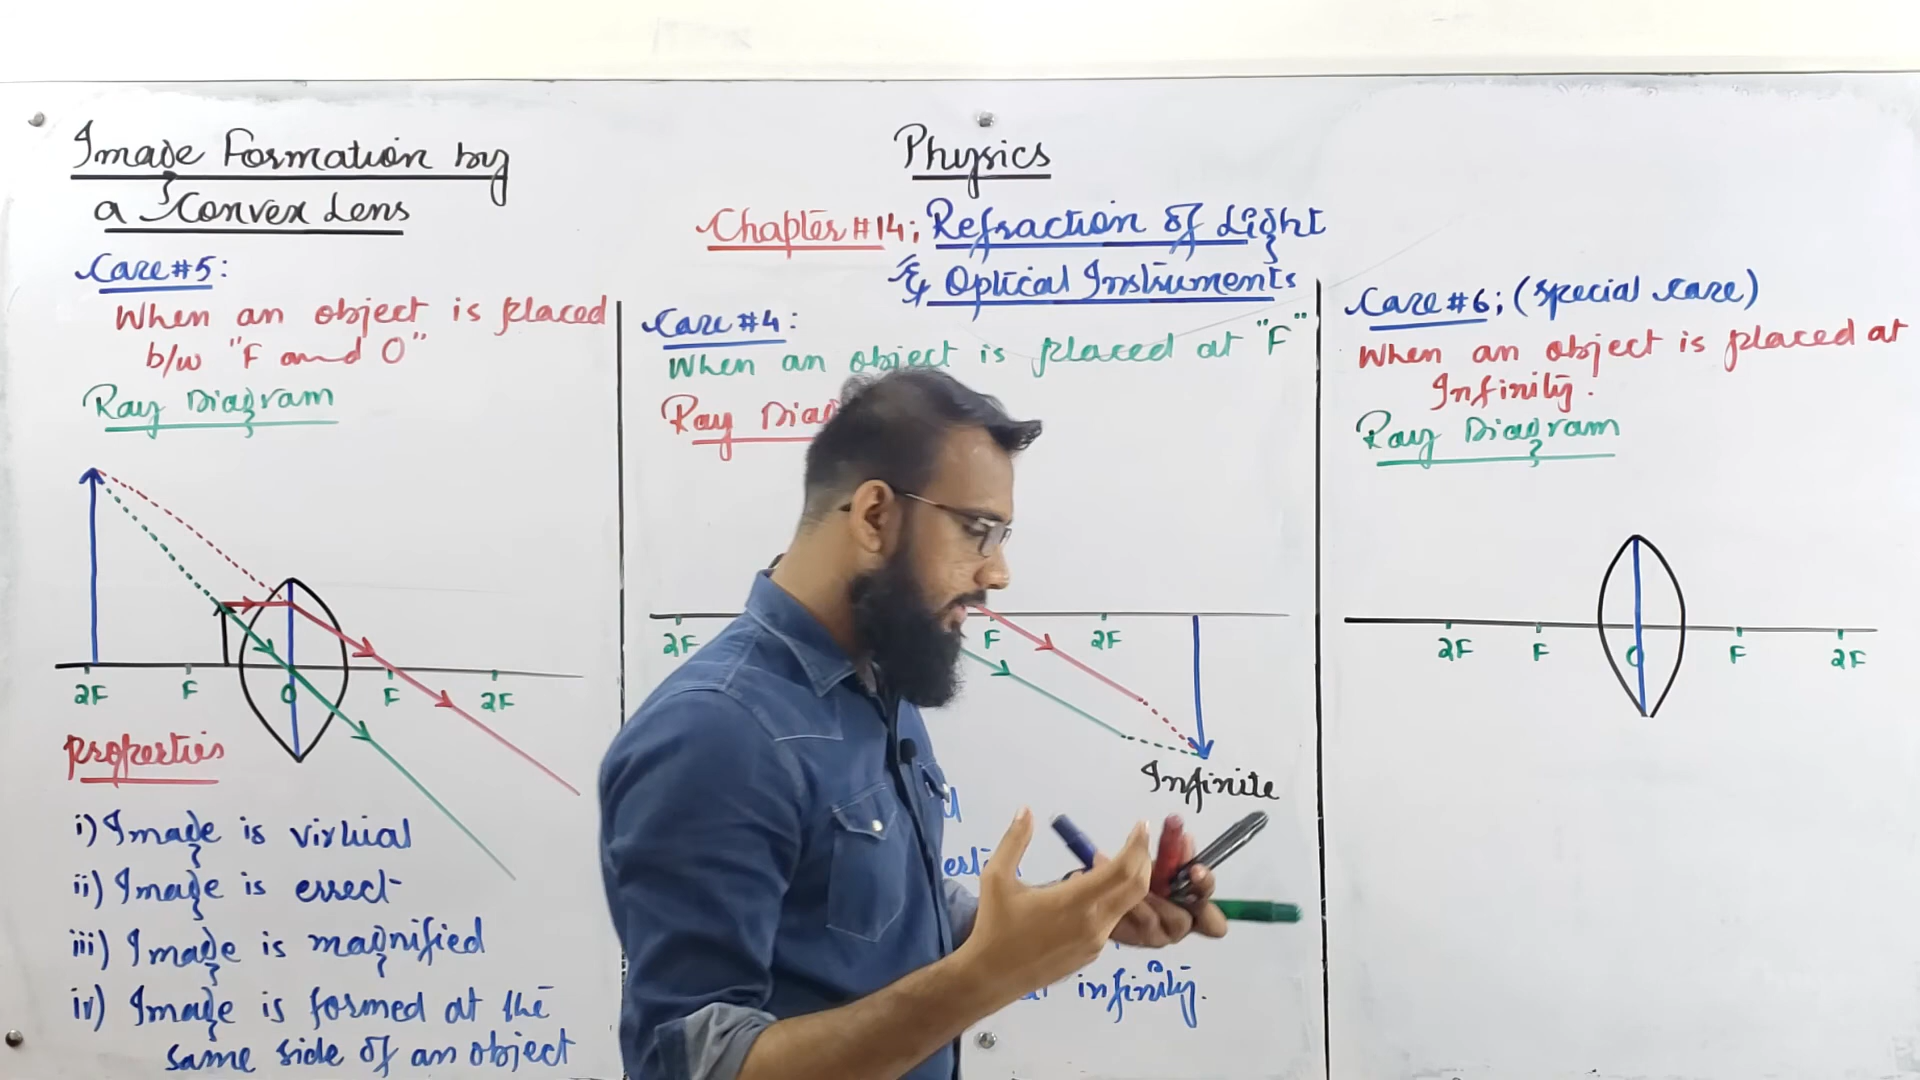 Image Formation by
a Convex Lens
Case#5:
When an object is placed
b/w "F and O"
Ray Diagram
2F F O F 2F
Properties
i) Image is virtual
ii) Image is errect
iii) Image is magnified
iv) Image is formed at the
same side of an object
Physics
Chapter #14; Refraction of Light
& Optical Instruments
Case #4:
When an object is placed at "F"
Ray
2F F 2F
Infinite
infinity.
Case #6; (special case)
When an object is placed at
Infinity.
Ray Diagram
2F F O F 2F